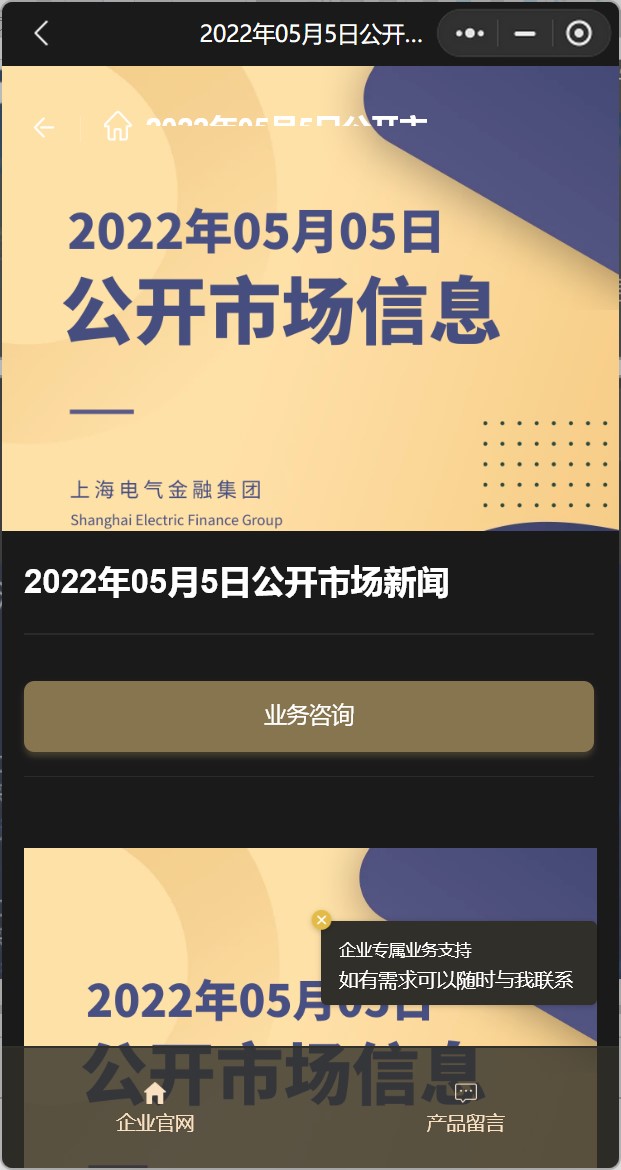 2022年05月5日公开...
2022年05月5日公开市
2022年05月05日
公开市场信息
上海电气金融集团
Shanghai Electric Finance Group
2022年05月5日公开市场新闻
业务咨询
企业专属业务支持
如有需求可以随时与我联系
2022年05月05日
公开市场信息
企业官网
产品留言